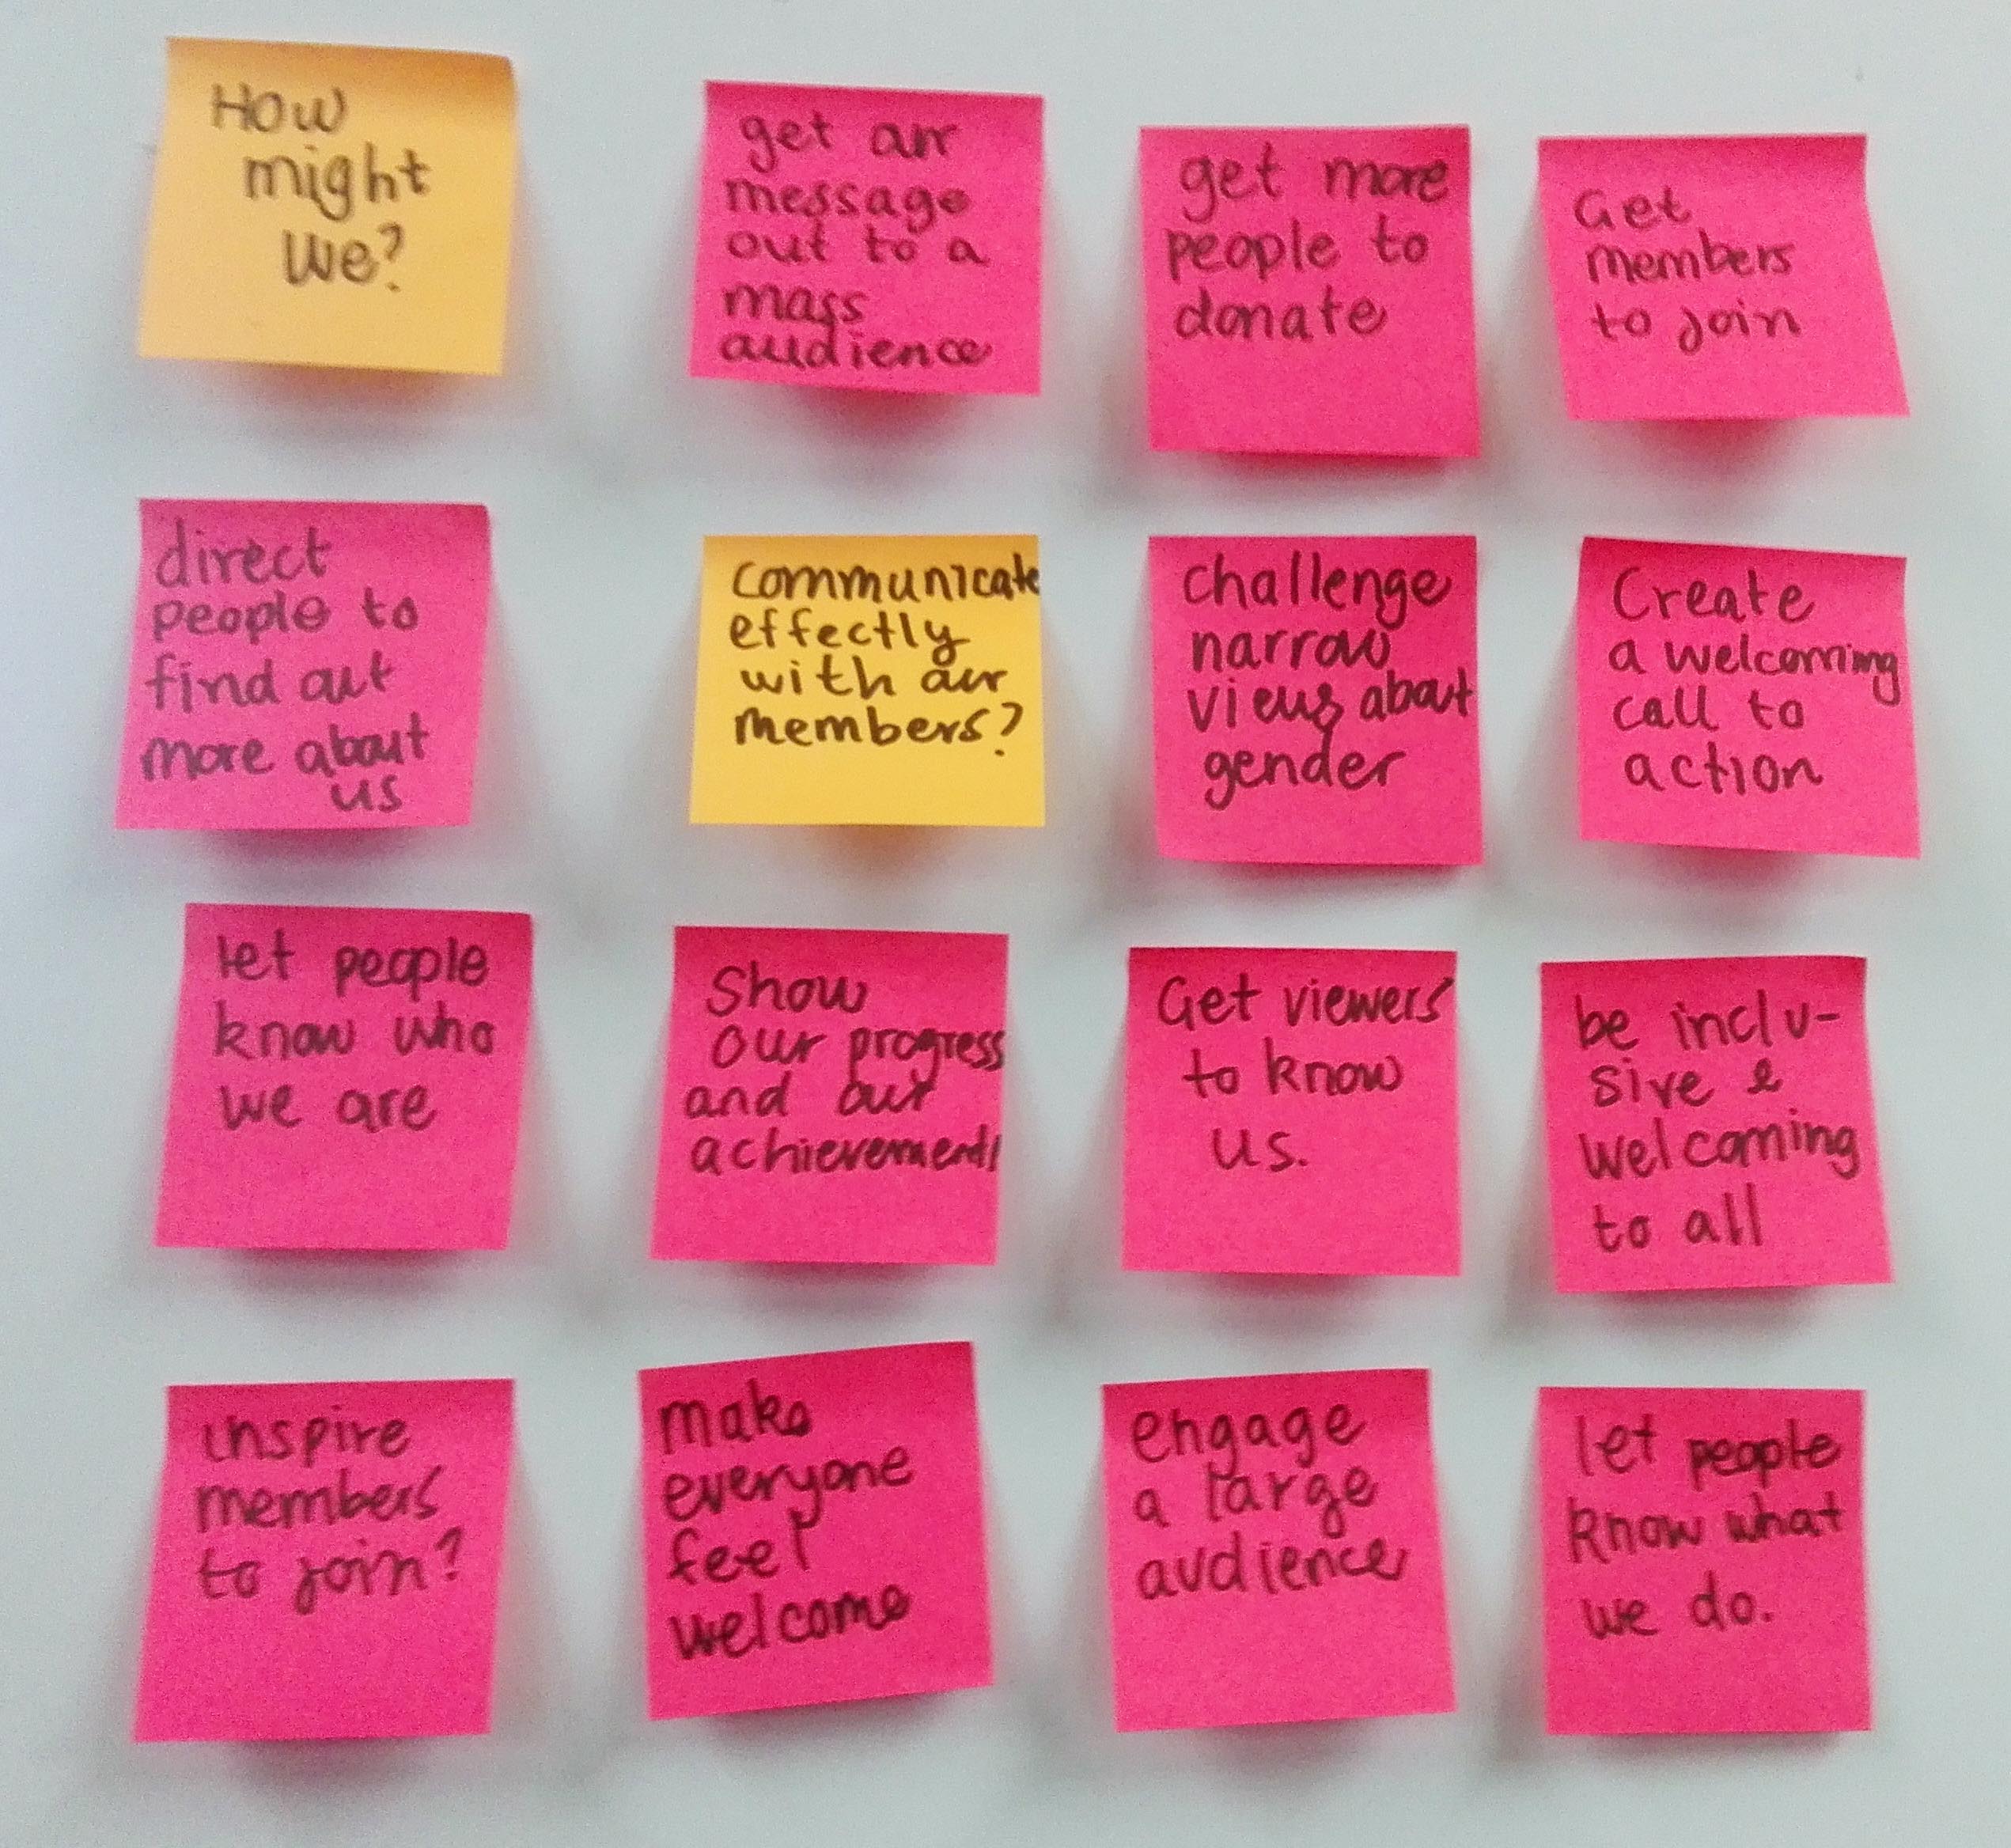 How
might
we?
get our
message
out to a
mass
audience
get more
people to
donate
Get
members
to join
direct
people to
find out
more about
us
communicate
effectly
with our
members?
challenge
narrow
views about
gender
Create
a welcoming
call to
action
let people
know who
we are
Show
our progress
and our
achievements
Get viewers
to know
us.
be inclu-
sive &
welcoming
to all
inspire
members
to join?
make
everyone
feel
welcome
engage
a large
audience
let people
know what
we do.